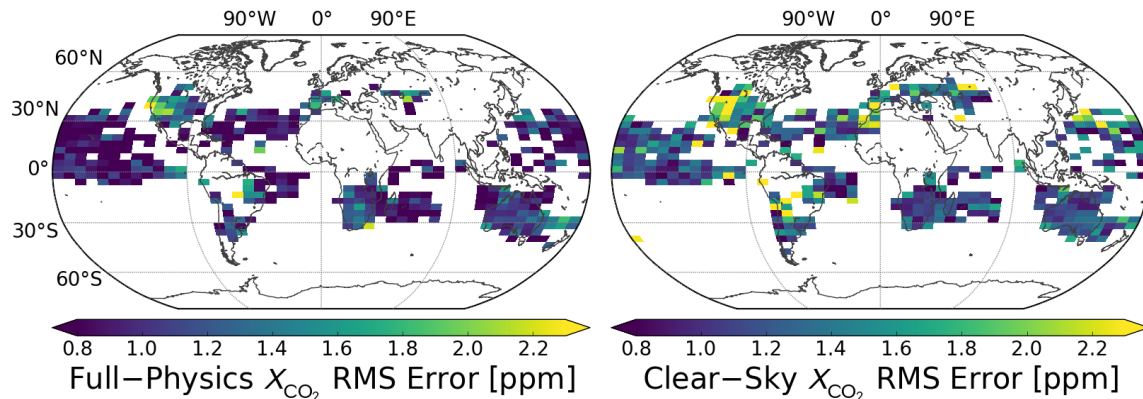 90°W 0° 90°E 90°W 0° 90°E
60°N
30°N
0°
30°S
60°S
0.8 1.0 1.2 1.4 1.6 1.8 2.0 2.2 0.8 1.0 1.2 1.4 1.6 1.8 2.0 2.2
Full−Physics XCO₂ RMS Error [ppm] Clear−Sky XCO₂ RMS Error [ppm]